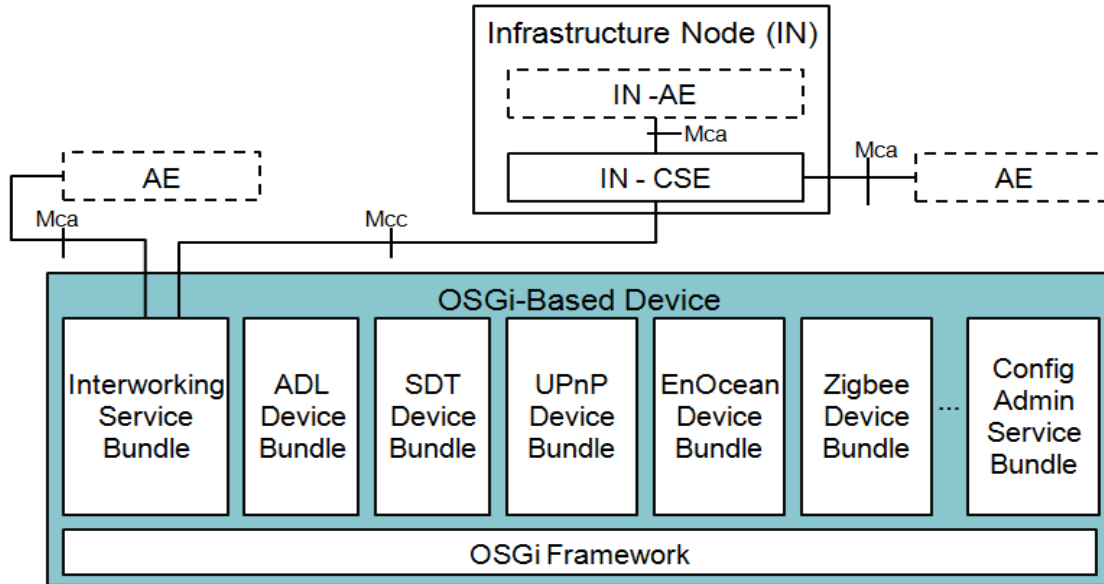 Infrastructure Node (IN)
IN -AE
Mca
IN - CSE
Mca
AE
AE
Mca
Mcc
OSGi-Based Device
Interworking
Service
Bundle
ADL
Device
Bundle
SDT
Device
Bundle
UPnP
Device
Bundle
EnOcean
Device
Bundle
Zigbee
Device
Bundle
...
Config
Admin
Service
Bundle
OSGi Framework